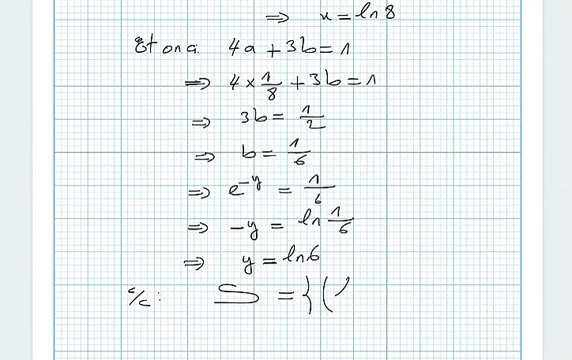 ⇒ x = ln 8
Et on a: 4a + 3b = 1
⇒ 4 × 1/8 + 3b = 1
⇒ 3b = 1/2
⇒ b = 1/6
⇒ e^-y = 1/6
⇒ -y = ln 1/6
⇒ y = ln 6
c/c: S = {( ,